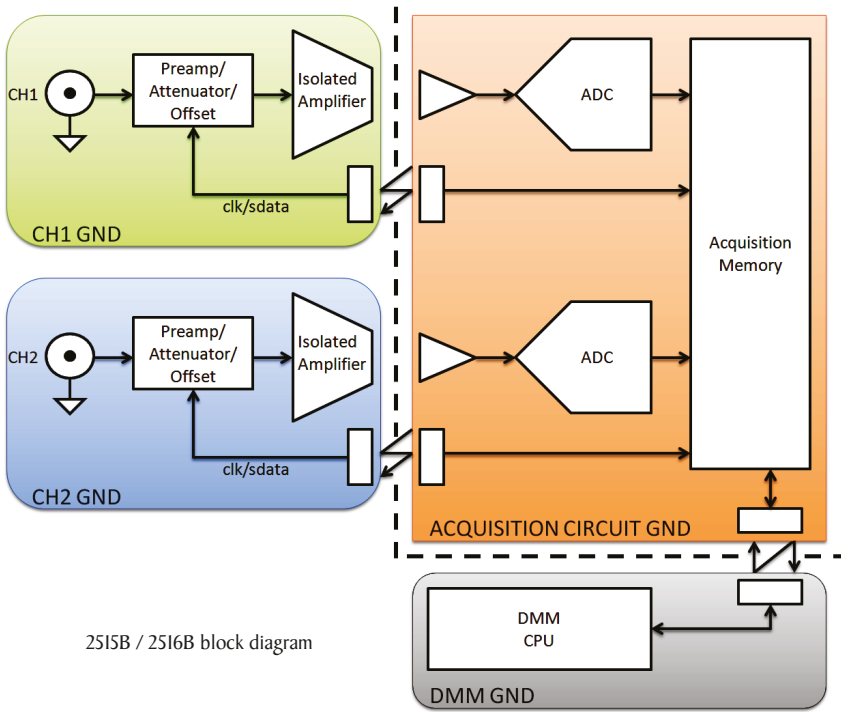 CH1
Preamp/
Attenuator/
Offset
Isolated
Amplifier
clk/sdata
CH1 GND
ADC
Acquisition
Memory
CH2
Preamp/
Attenuator/
Offset
Isolated
Amplifier
clk/sdata
CH2 GND
ADC
ACQUISITION CIRCUIT GND
DMM
CPU
DMM GND
2515B / 2516B block diagram